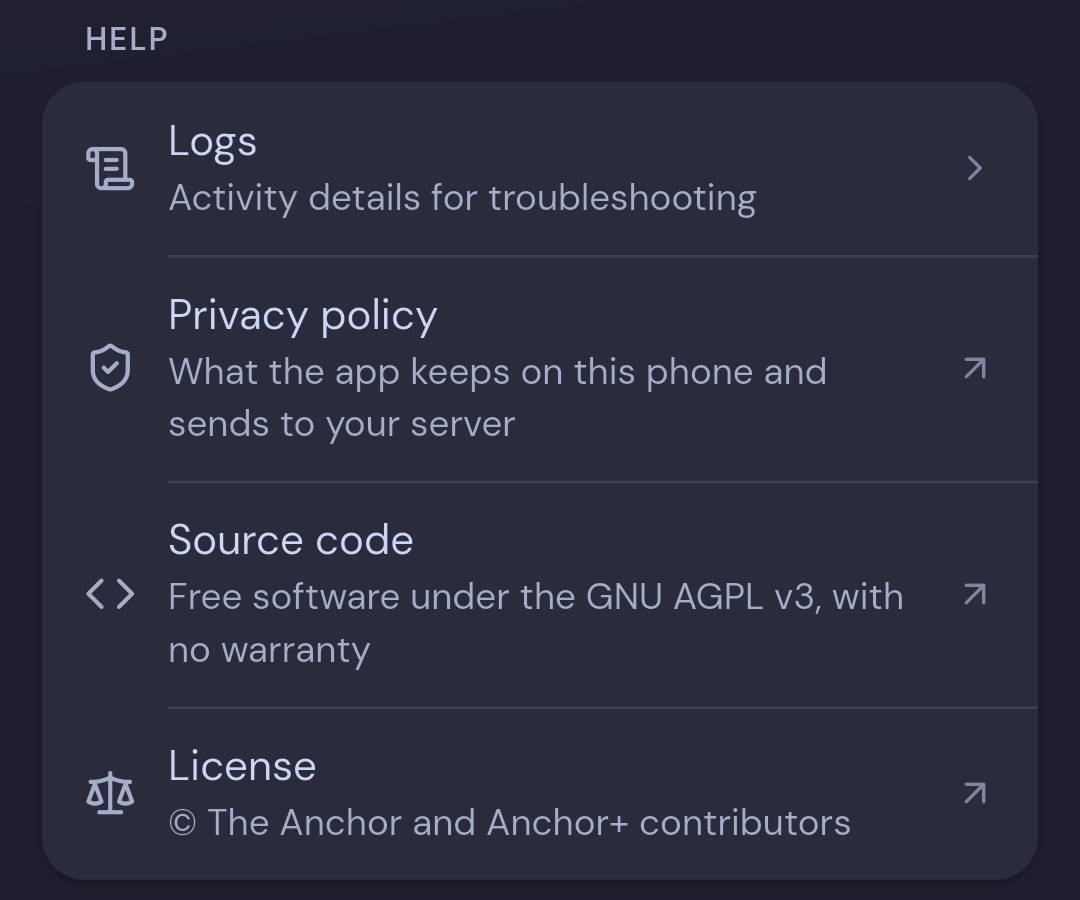 HELP
Logs
Activity details for troubleshooting
Privacy policy
What the app keeps on this phone and
sends to your server
Source code
Free software under the GNU AGPL v3, with
no warranty
License
© The Anchor and Anchor+ contributors